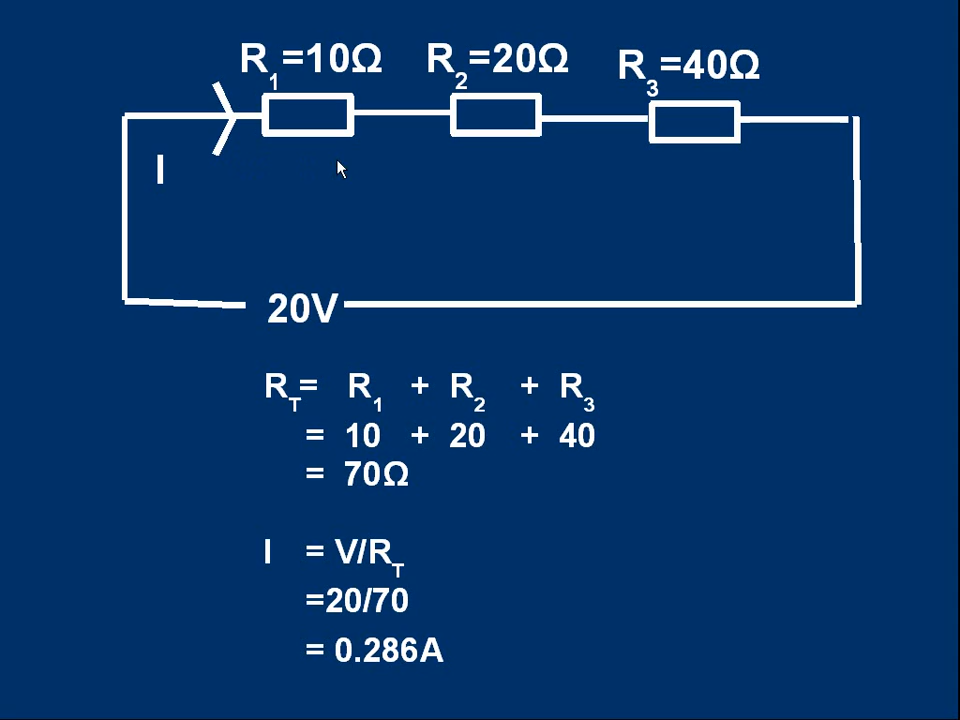 R1=10Ω R2=20Ω R3=40Ω
I
20V
RT= R1 + R2 + R3
= 10 + 20 + 40
= 70Ω
I = V/RT
=20/70
= 0.286A